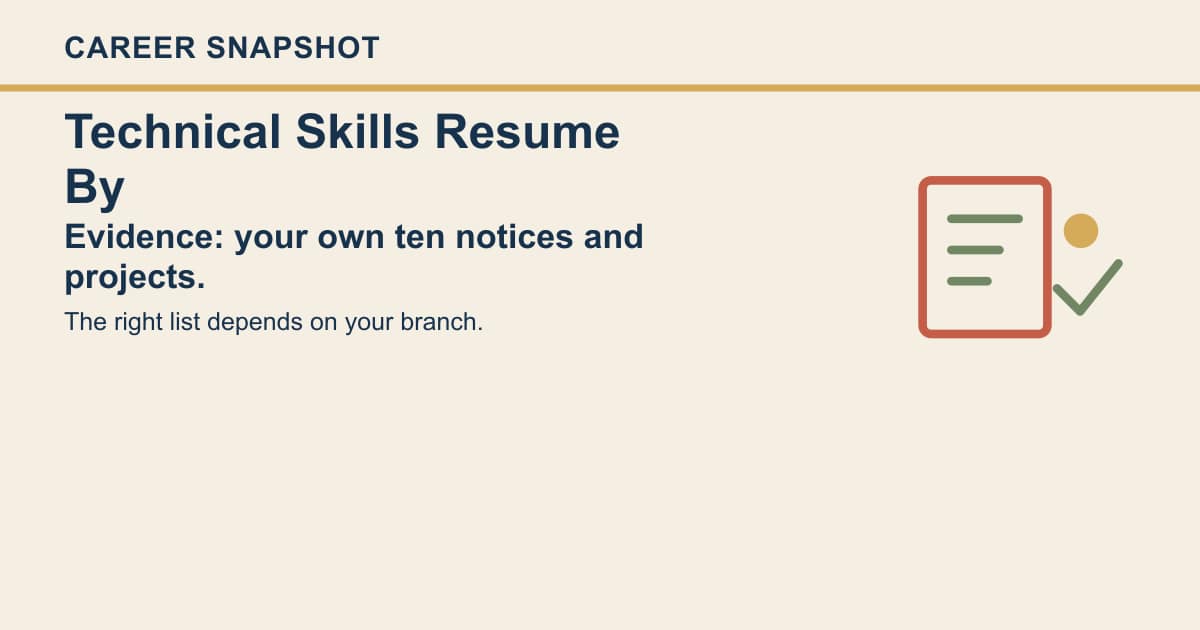 CAREER SNAPSHOT
Technical Skills Resume
By
Evidence: your own ten notices and
projects.
The right list depends on your branch.